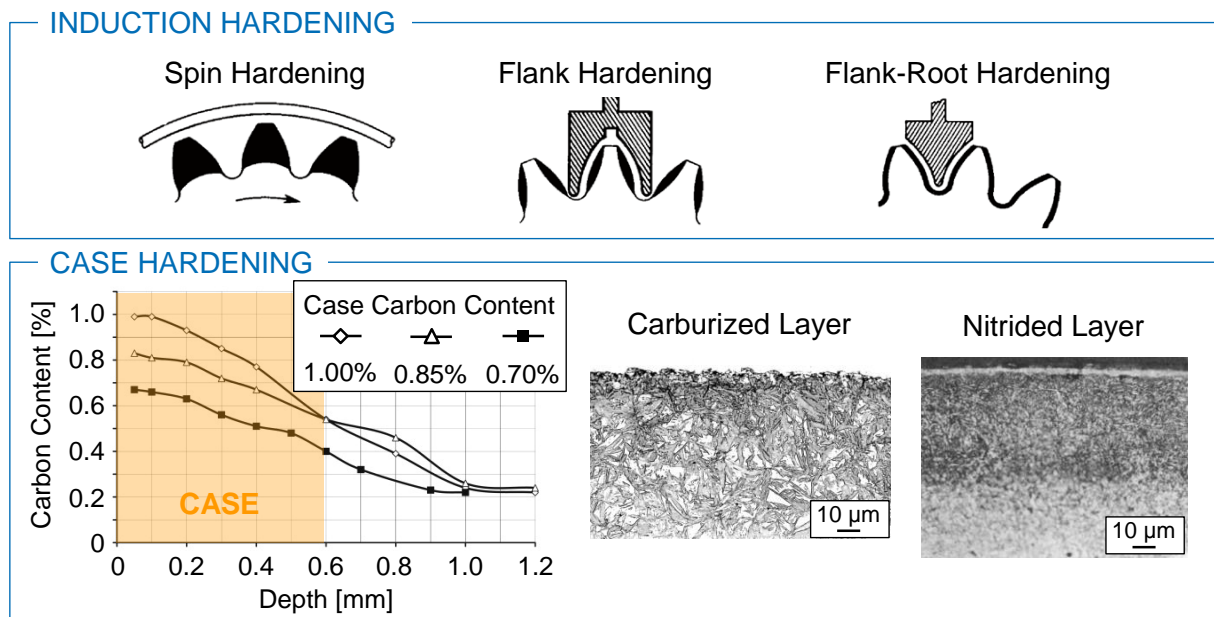 INDUCTION HARDENING
Spin Hardening
Flank Hardening
Flank-Root Hardening
CASE HARDENING
Carbon Content [%]
1.0
0.8
0.6
0.4
0.2
0
CASE
Case Carbon Content
1.00% 0.85% 0.70%
0 0.2 0.4 0.6 0.8 1.0 1.2
Depth [mm]
Carburized Layer
10 µm
Nitrided Layer
10 µm